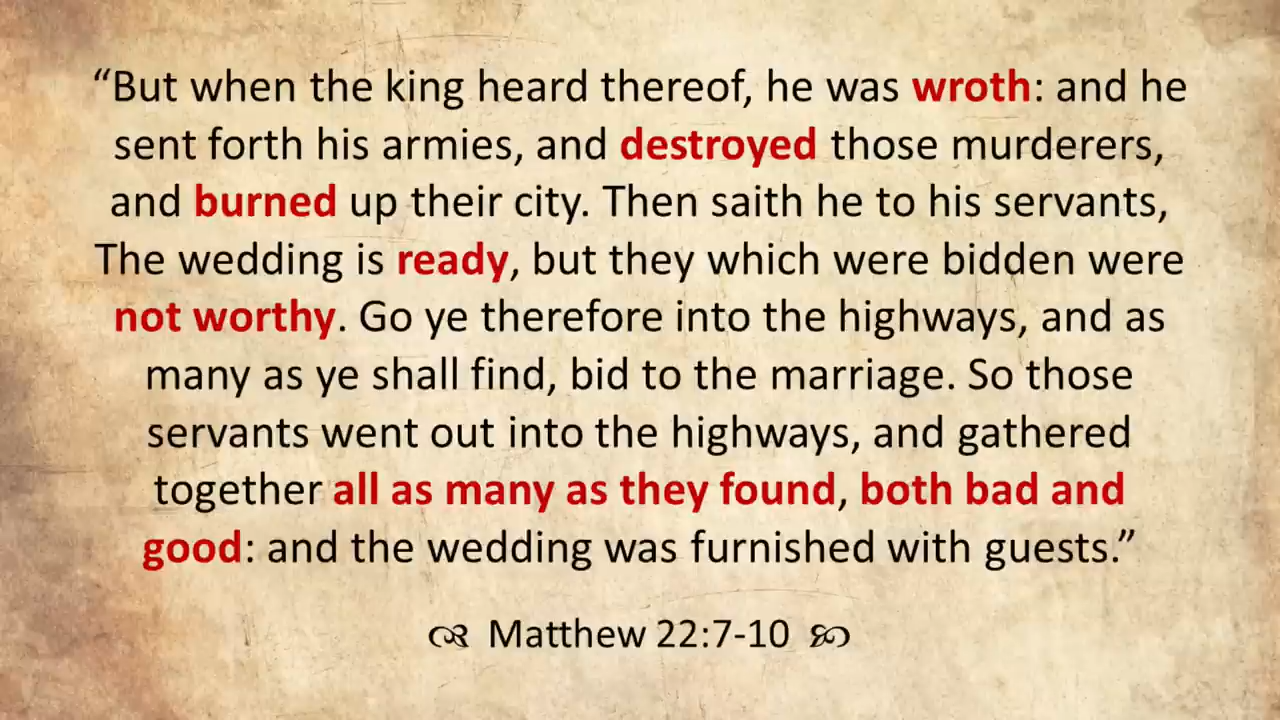 “But when the king heard thereof, he was wroth: and he
sent forth his armies, and destroyed those murderers,
and burned up their city. Then saith he to his servants,
The wedding is ready, but they which were bidden were
not worthy. Go ye therefore into the highways, and as
many as ye shall find, bid to the marriage. So those
servants went out into the highways, and gathered
together all as many as they found, both bad and
good: and the wedding was furnished with guests.”
Matthew 22:7-10